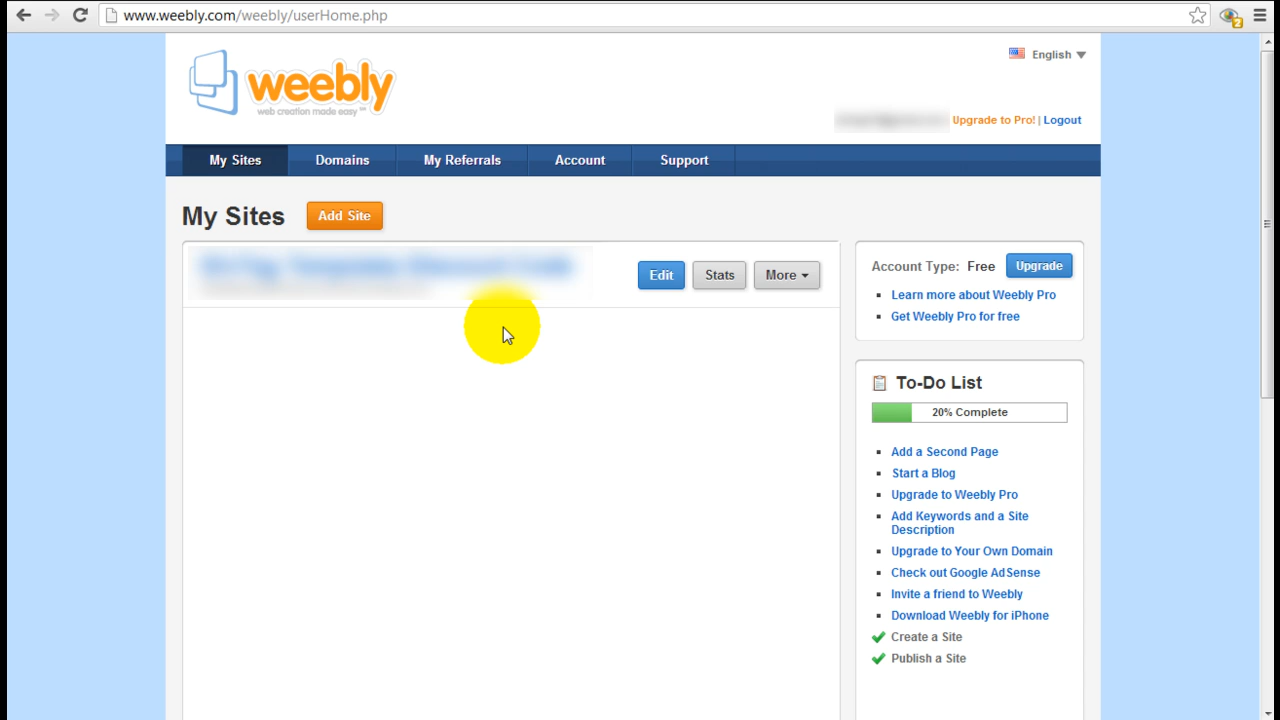 www.weebly.com/weebly/userHome.php
2
weebly
web creation made easy
English
Upgrade to Pro! | Logout
My Sites Domains My Referrals Account Support
My Sites Add Site
Edit Stats More
Account Type: Free Upgrade
Learn more about Weebly Pro
Get Weebly Pro for free
To-Do List
20% Complete
Add a Second Page
Start a Blog
Upgrade to Weebly Pro
Add Keywords and a Site
Description
Upgrade to Your Own Domain
Check out Google AdSense
Invite a friend to Weebly
Download Weebly for iPhone
Create a Site
Publish a Site